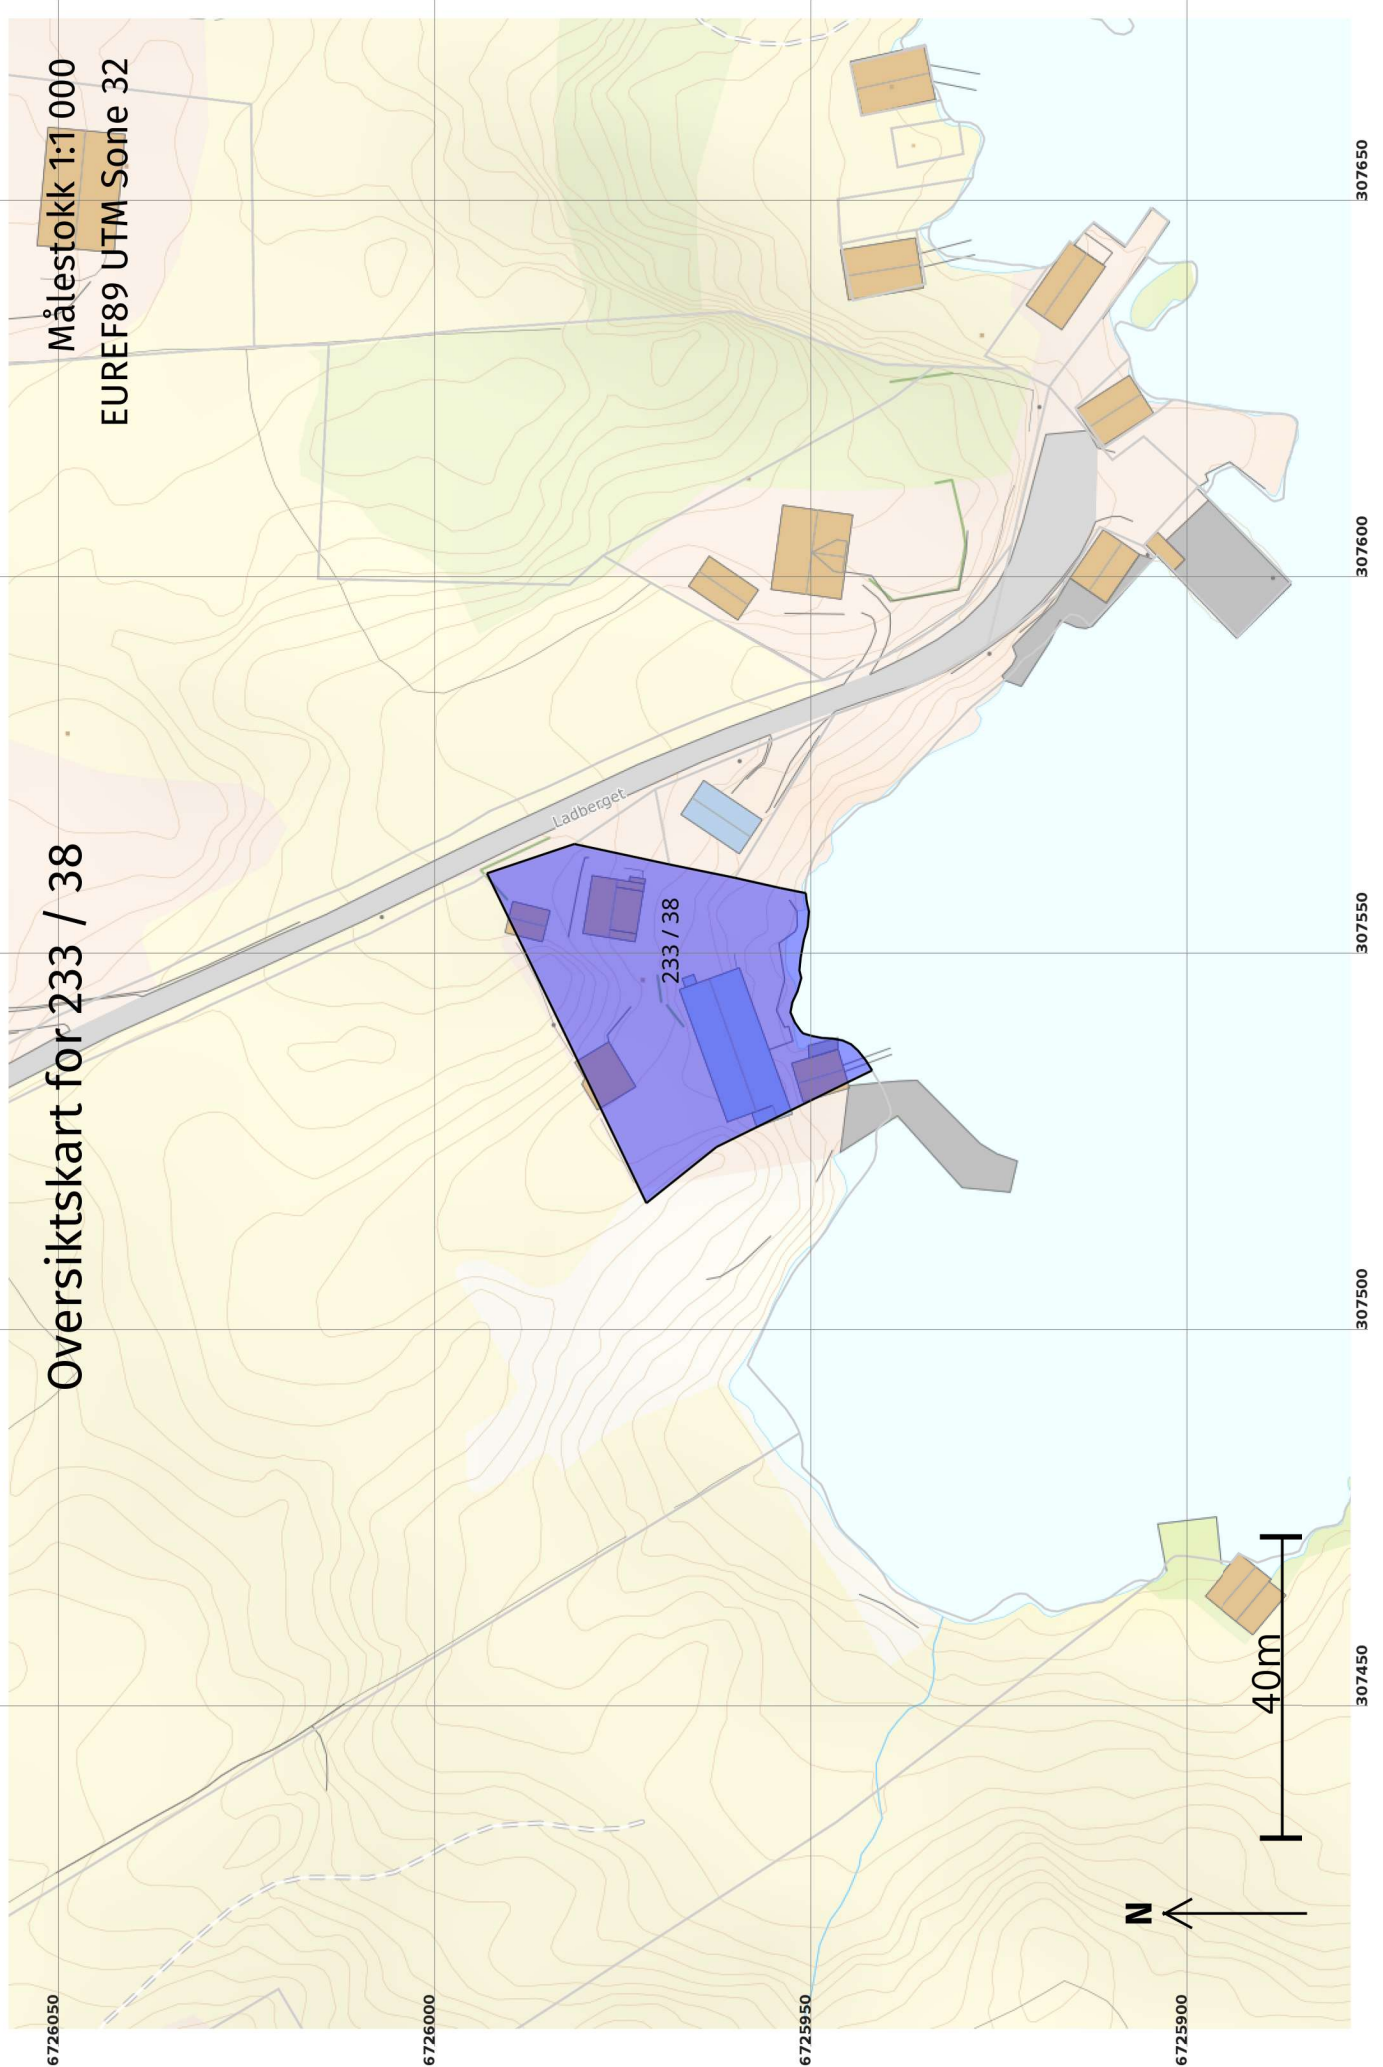 Oversiktskart for 233 / 38
Målestokk 1:1 000
EUREF89 UTM Sone 32
6726050
6726000
6725950
6725900
Ladberget
233 / 38
N
40m
307450
307500
307550
307600
307650